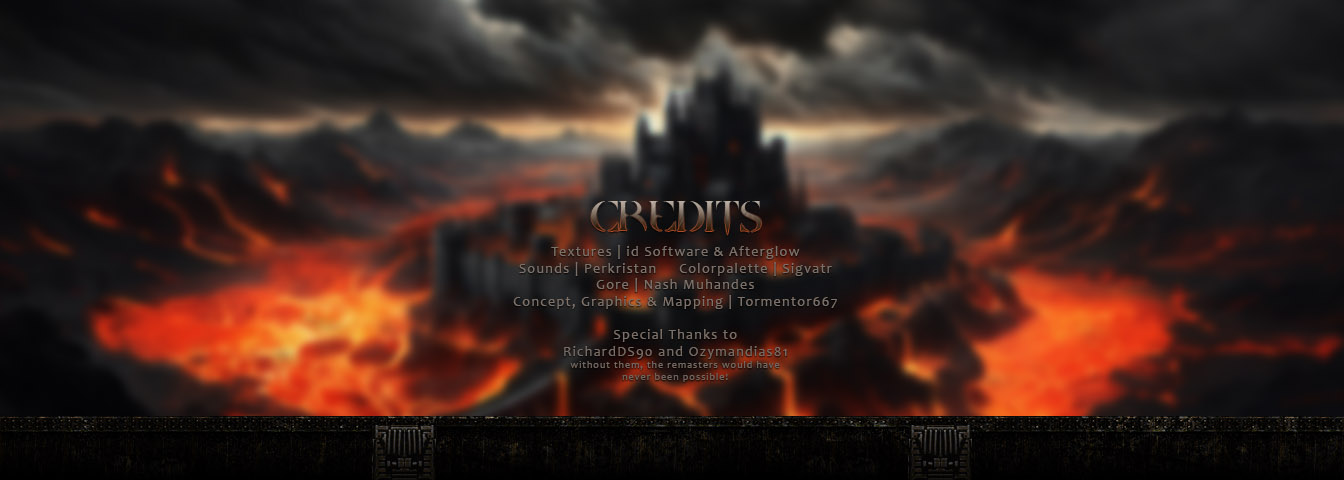 CREDITS
Textures | id Software & Afterglow
Sounds | Perkristan Colorpalette | Sigvatr
Gore | Nash Muhandes
Concept, Graphics & Mapping | Tormentor667
Special Thanks to
RichardDS90 and Ozymandias81
without them, the remasters would have
never been possible!